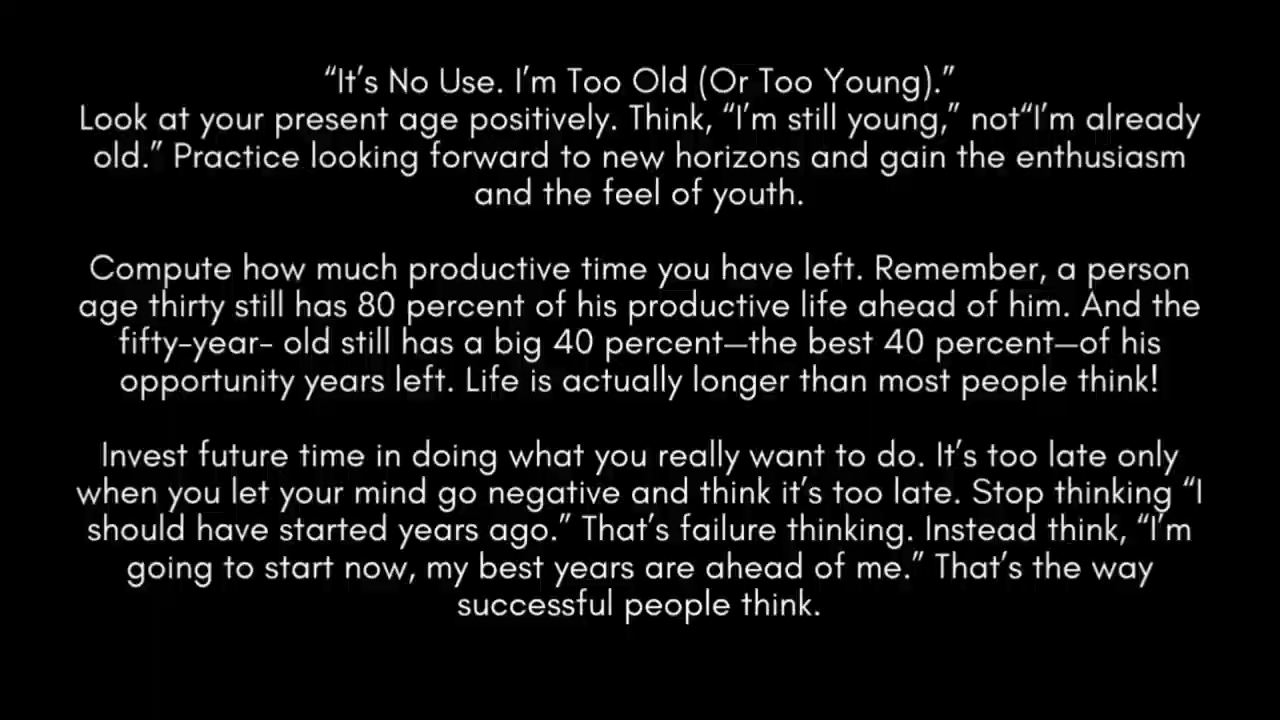 “It’s No Use. I’m Too Old (Or Too Young).”
Look at your present age positively. Think, “I’m still young,” not“I’m already
old.” Practice looking forward to new horizons and gain the enthusiasm
and the feel of youth.
Compute how much productive time you have left. Remember, a person
age thirty still has 80 percent of his productive life ahead of him. And the
fifty-year- old still has a big 40 percent—the best 40 percent—of his
opportunity years left. Life is actually longer than most people think!
Invest future time in doing what you really want to do. It’s too late only
when you let your mind go negative and think it’s too late. Stop thinking “I
should have started years ago.” That’s failure thinking. Instead think, “I’m
going to start now, my best years are ahead of me.” That’s the way
successful people think.